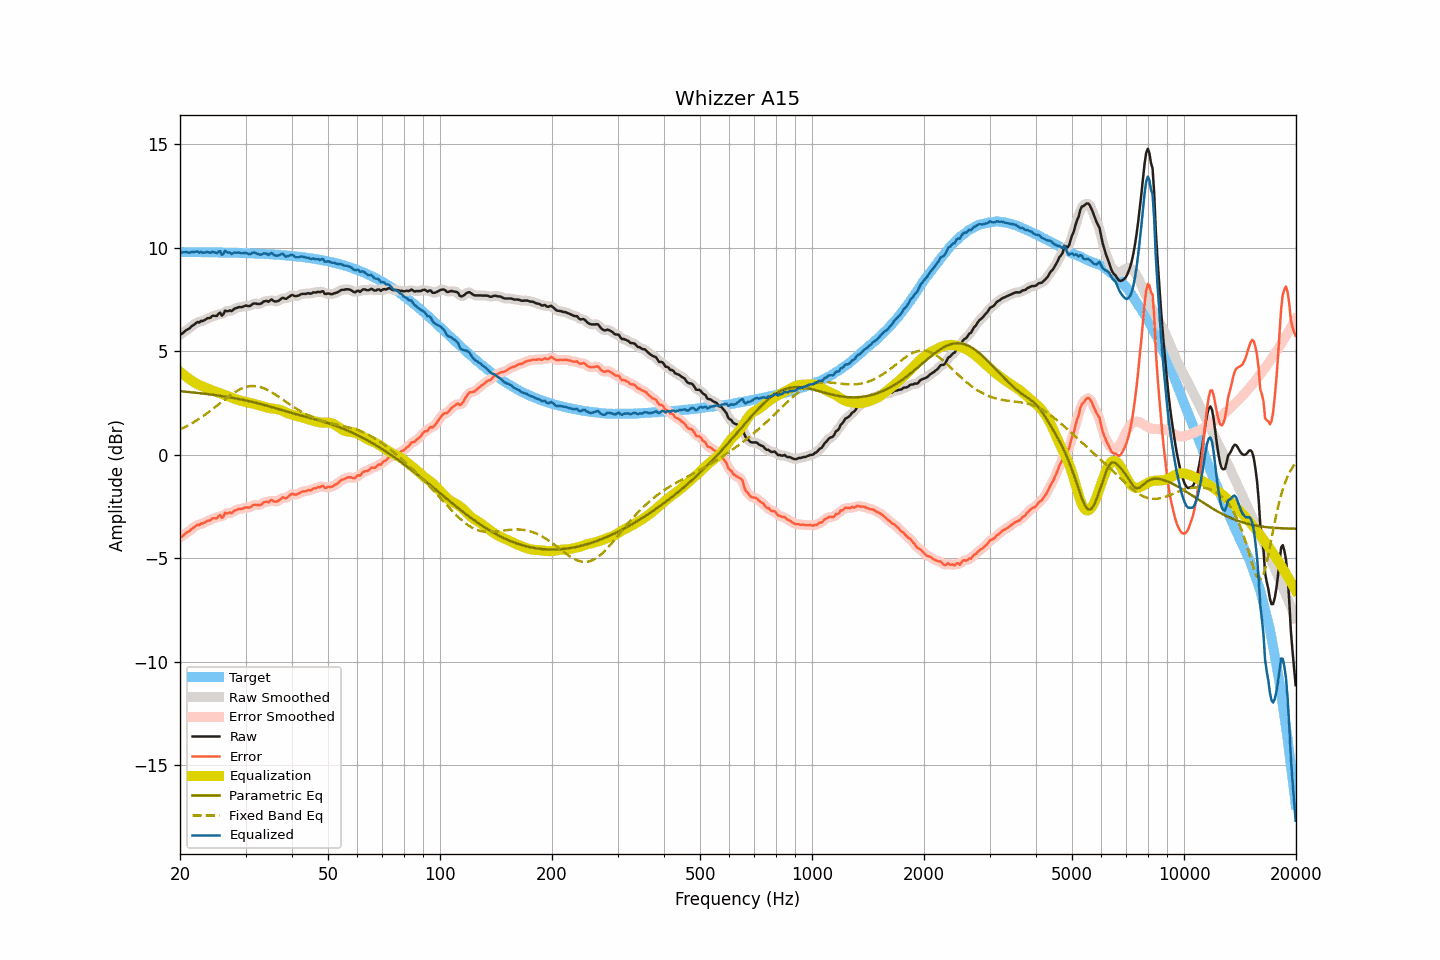 Whizzer A15
15
10
5
0
−5
−10
−15
Amplitude (dBr)
Target
Raw Smoothed
Error Smoothed
Raw
Error
Equalization
Parametric Eq
Fixed Band Eq
Equalized
20 50 100 200 500 1000 2000 5000 10000 20000
Frequency (Hz)